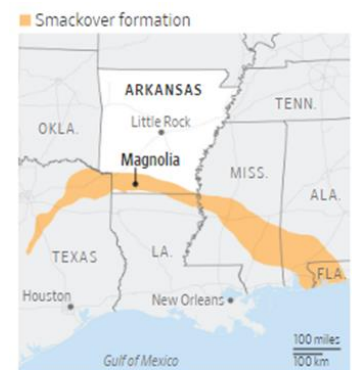 Smackover formation
ARKANSAS
TENN.
Little Rock
OKLA.
Magnolia
MISS.
ALA.
TEXAS
LA.
FLA.
Houston
New Orleans
100 miles
100 km
Gulf of Mexico